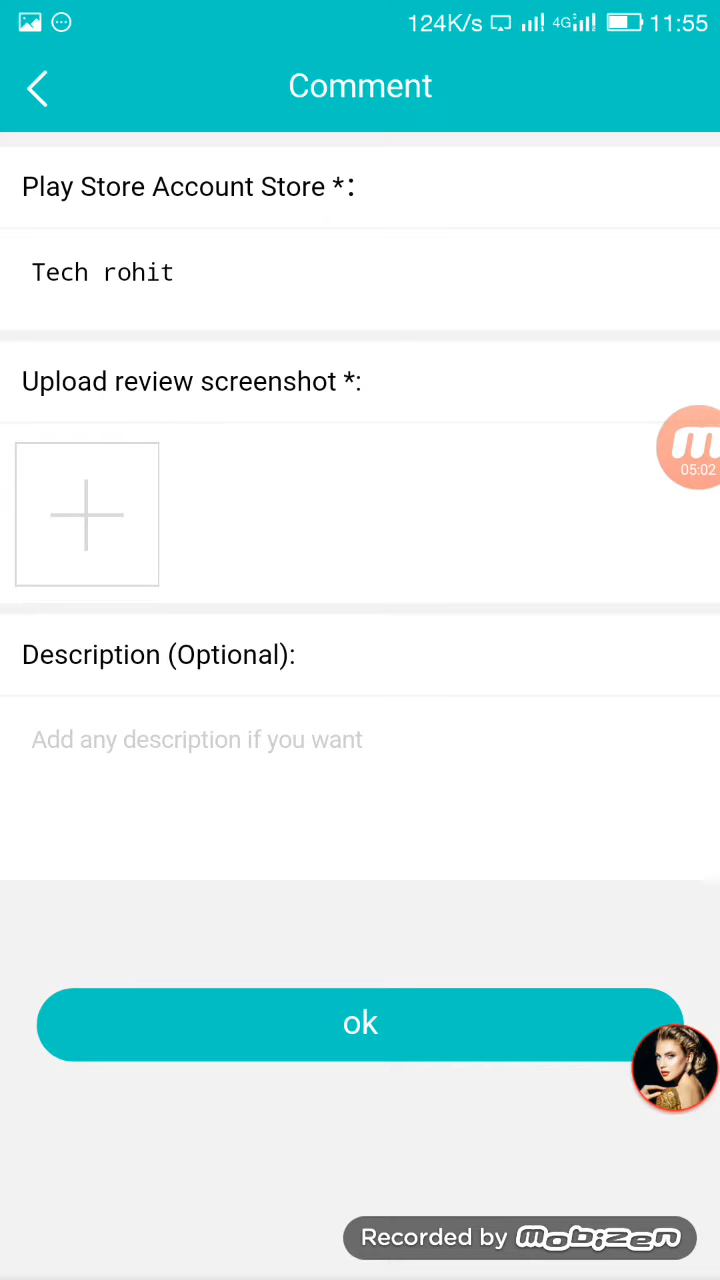 124K/s 4G 11:55
Comment
Play Store Account Store *:
Tech rohit
Upload review screenshot *:
m
05:02
Description (Optional):
Add any description if you want
ok
Recorded by mobizen